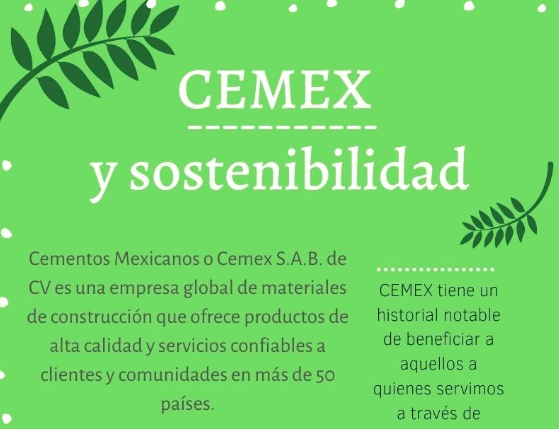 CEMEX
y sostenibilidad
Cementos Mexicanos o Cemex S.A.B. de
CV es una empresa global de materiales
de construcción que ofrece productos de
alta calidad y servicios confiables a
clientes y comunidades en más de 50
países.
CEMEX tiene un
historial notable
de beneficiar a
aquellos a
quienes servimos
a través de